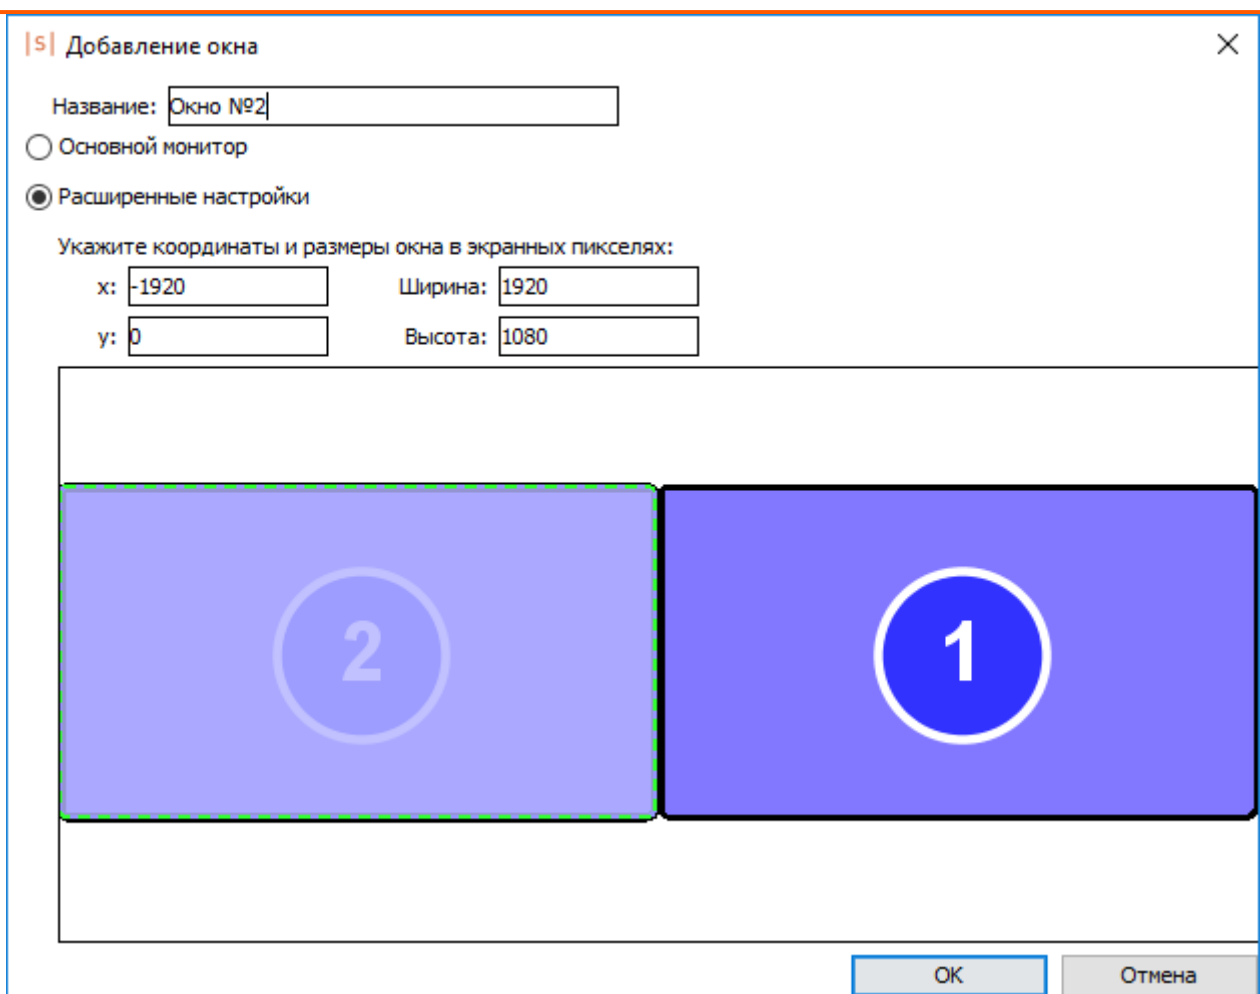 |S| Добавление окна
Название: Окно №2
Основной монитор
Расширенные настройки
Укажите координаты и размеры окна в экранных пикселях:
x: -1920 Ширина: 1920
y: 0 Высота: 1080
2 1
OK Отмена